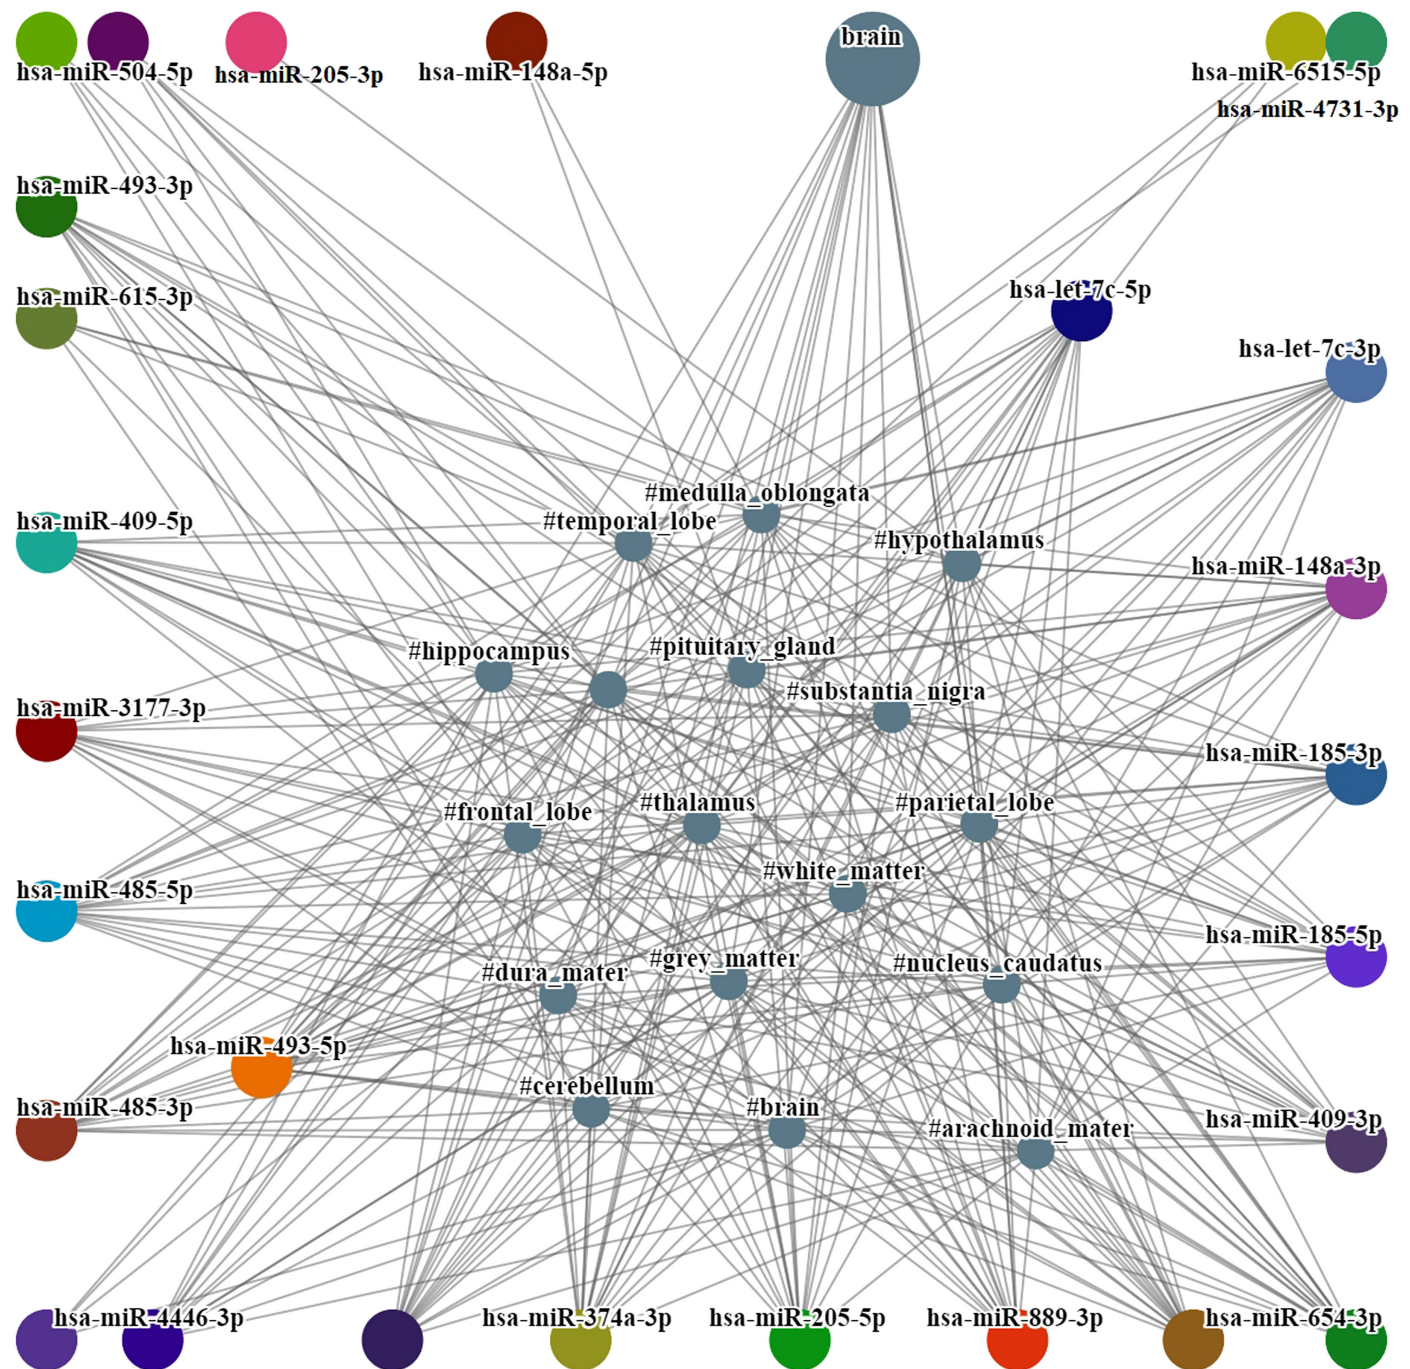 brain
hsa-miR-504-5p
hsa-miR-205-3p
hsa-miR-148a-5p
hsa-miR-6515-5p
hsa-miR-4731-3p
hsa-miR-493-3p
hsa-let-7c-5p
hsa-miR-615-3p
hsa-let-7c-3p
#medulla_oblongata
#temporal_lobe
hsa-miR-409-5p
#hypothalamus
hsa-miR-148a-3p
#pituitary_gland
#hippocampus
#substantia_nigra
hsa-miR-3177-3p
hsa-miR-185-3p
#thalamus
#parietal_lobe
#frontal_lobe
#white_matter
hsa-miR-485-5p
hsa-miR-185-5p
#grey_matter
#nucleus_caudatus
#dura_mater
hsa-miR-493-5p
#cerebellum
hsa-miR-485-3p
#brain
hsa-miR-409-3p
#arachnoid_mater
hsa-miR-4446-3p
hsa-miR-374a-3p
hsa-miR-205-5p
hsa-miR-889-3p
hsa-miR-654-3p